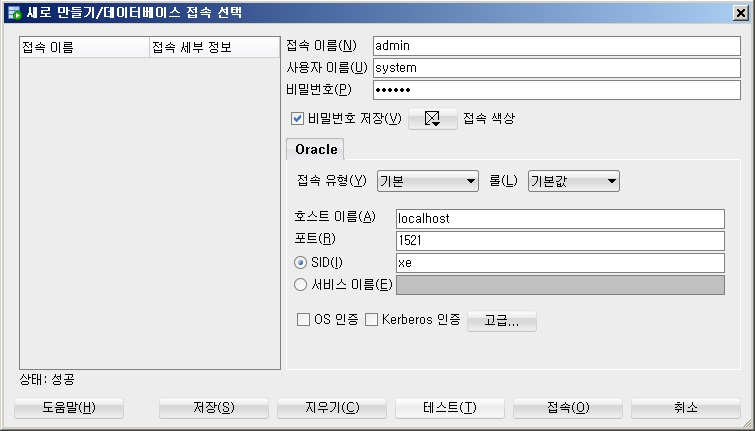 새로 만들기/데이터베이스 접속 선택
접속 이름 접속 세부 정보
접속 이름(N) admin
사용자 이름(U) system
비밀번호(P) ••••••
비밀번호 저장(V) 접속 색상
Oracle
접속 유형(Y) 기본 롤(L) 기본값
호스트 이름(A) localhost
포트(R) 1521
SID(I) xe
서비스 이름(E)
OS 인증 Kerberos 인증 고급...
상태: 성공
도움말(H) 저장(S) 지우기(C) 테스트(T) 접속(O) 취소